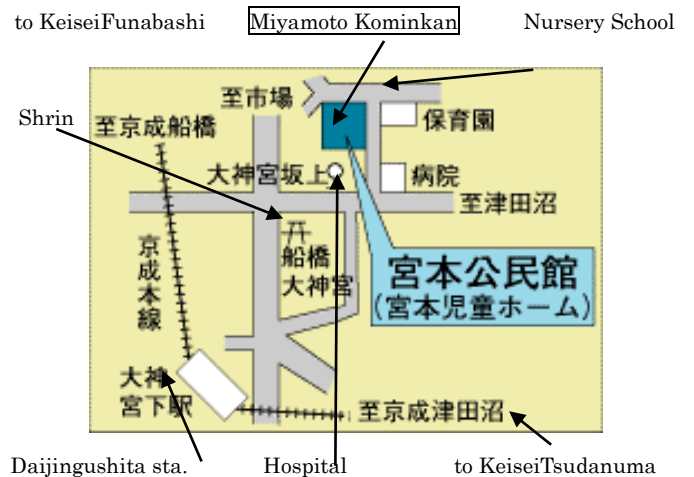 to KeiseiFunabashi
Miyamoto Kominkan
Nursery School
至市場
保育園
Shrin
至京成船橋
大神宮坂上
病院
至津田沼
京成本線
船橋
大神宮
宮本公民館
(宮本児童ホーム)
大神
宮下駅
至京成津田沼
Daijingushita sta.
Hospital
to KeiseiTsudanuma